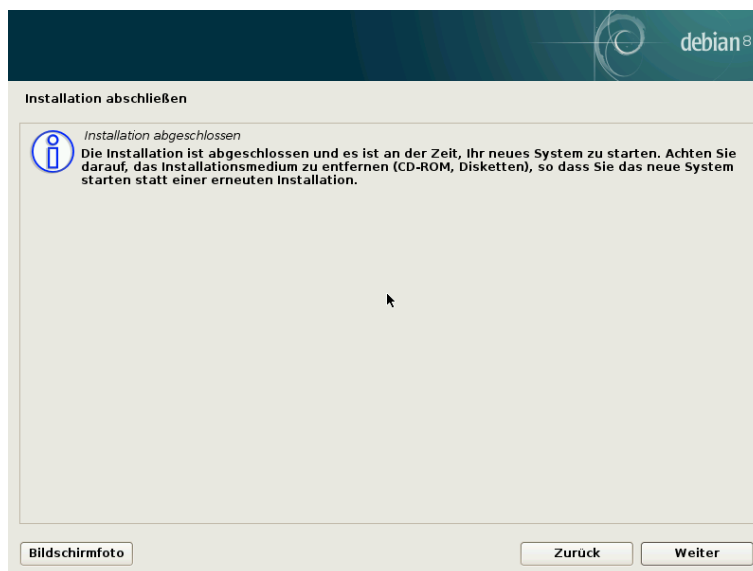 debian 8
Installation abschließen
Installation abgeschlossen
Die Installation ist abgeschlossen und es ist an der Zeit, Ihr neues System zu starten. Achten Sie
darauf, das Installationsmedium zu entfernen (CD-ROM, Disketten), so dass Sie das neue System
starten statt einer erneuten Installation.
Bildschirmfoto
Zurück
Weiter